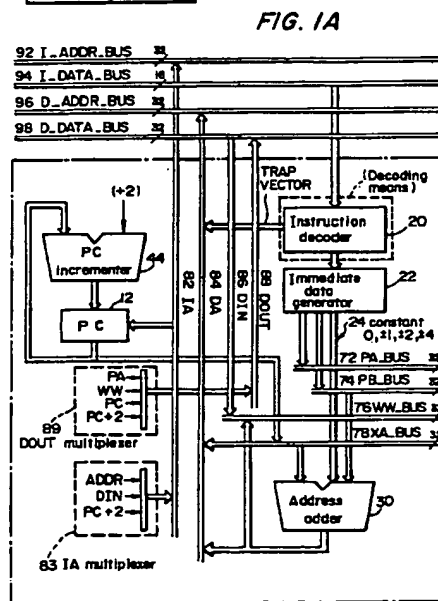 FIG. 1A
92 I_ADDR_BUS 32
94 I_DATA_BUS 16
96 D_ADDR_BUS 32
98 D_DATA_BUS 32
TRAP
VECTOR
(Decoding
means)
(+2)
Instruction
decoder
20
PC
incrementer
44
82 IA
84 DA
86 DIN
88 DOUT
Immediate
data
generator
22
12
PC
24 constant
0,±1,±2,±4
72 PA_BUS
74 PB_BUS
76 WW_BUS
78 XA_BUS
PA
WW
PC
PC+2
89
DOUT multiplexer
ADDR
DIN
PC+2
83 IA multiplexer
Address
adder
30